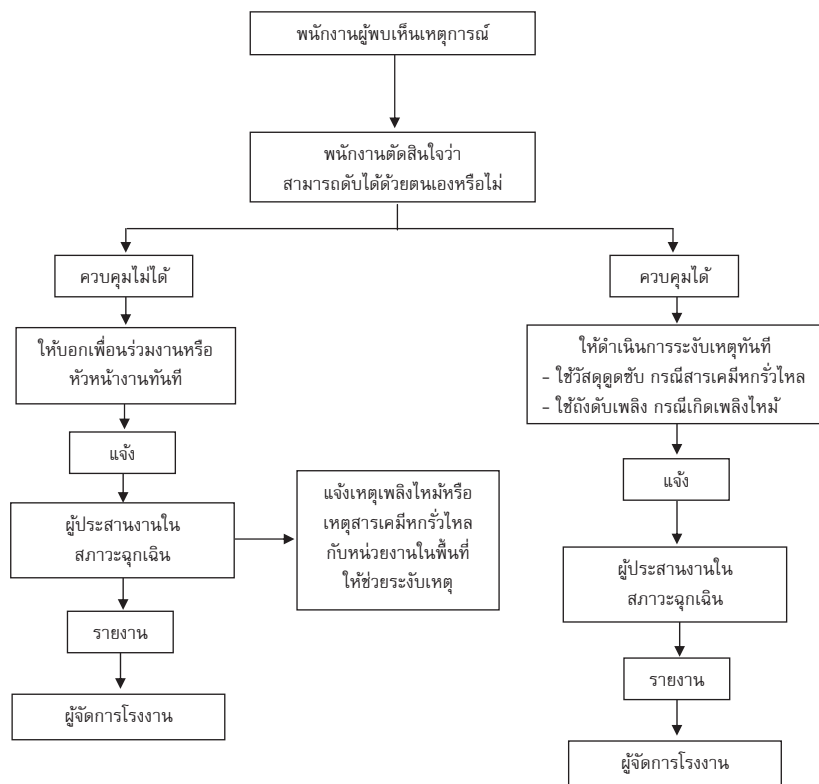 พนักงานผู้พบเห็นเหตุการณ์
พนักงานตัดสินใจว่า
สามารถดับได้ด้วยตนเองหรือไม่
ควบคุมไม่ได้
ให้บอกเพื่อนร่วมงานหรือ
หัวหน้างานทันที
แจ้ง
ผู้ประสานงานใน
สภาวะฉุกเฉิน
แจ้งเหตุเพลิงไหม้หรือ
เหตุสารเคมีหกรั่วไหล
กับหน่วยงานในพื้นที่
ให้ช่วยระงับเหตุ
รายงาน
ผู้จัดการโรงงาน
ควบคุมได้
ให้ดำเนินการระงับเหตุทันที
- ใช้วัสดุดูดซับ กรณีสารเคมีหกรั่วไหล
- ใช้ถังดับเพลิง กรณีเกิดเพลิงไหม้
แจ้ง
ผู้ประสานงานใน
สภาวะฉุกเฉิน
รายงาน
ผู้จัดการโรงงาน